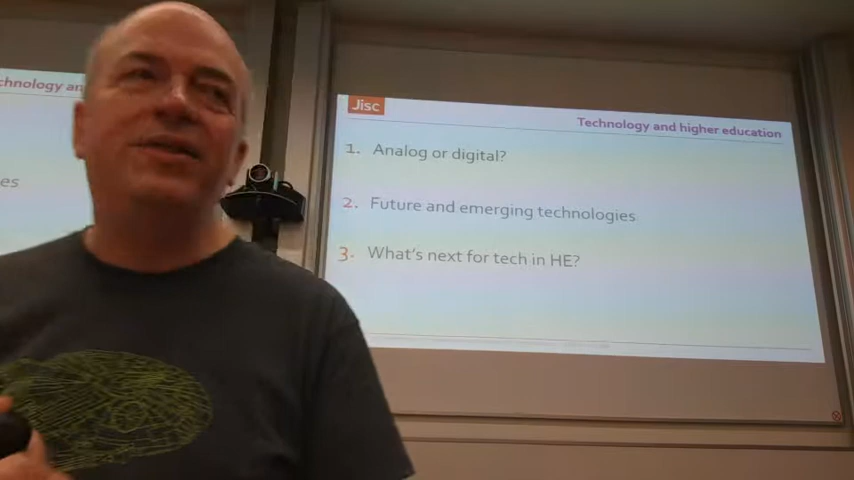 chnology an
es
Jisc
Technology and higher education
1. Analog or digital?
2. Future and emerging technologies
3. What's next for tech in HE?